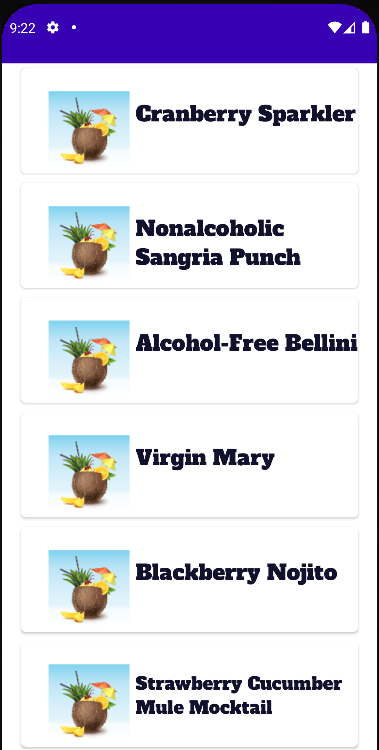 9:22
Cranberry Sparkler
Nonalcoholic
Sangria Punch
Alcohol-Free Bellini
Virgin Mary
Blackberry Nojito
Strawberry Cucumber
Mule Mocktail